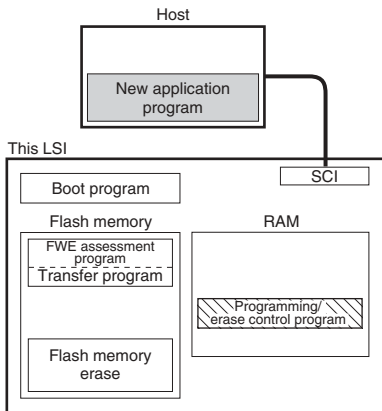 Host
New application
program
This LSI
SCI
Boot program
Flash memory
RAM
FWE assessment
program
Transfer program
Programming/
erase control program
Flash memory
erase